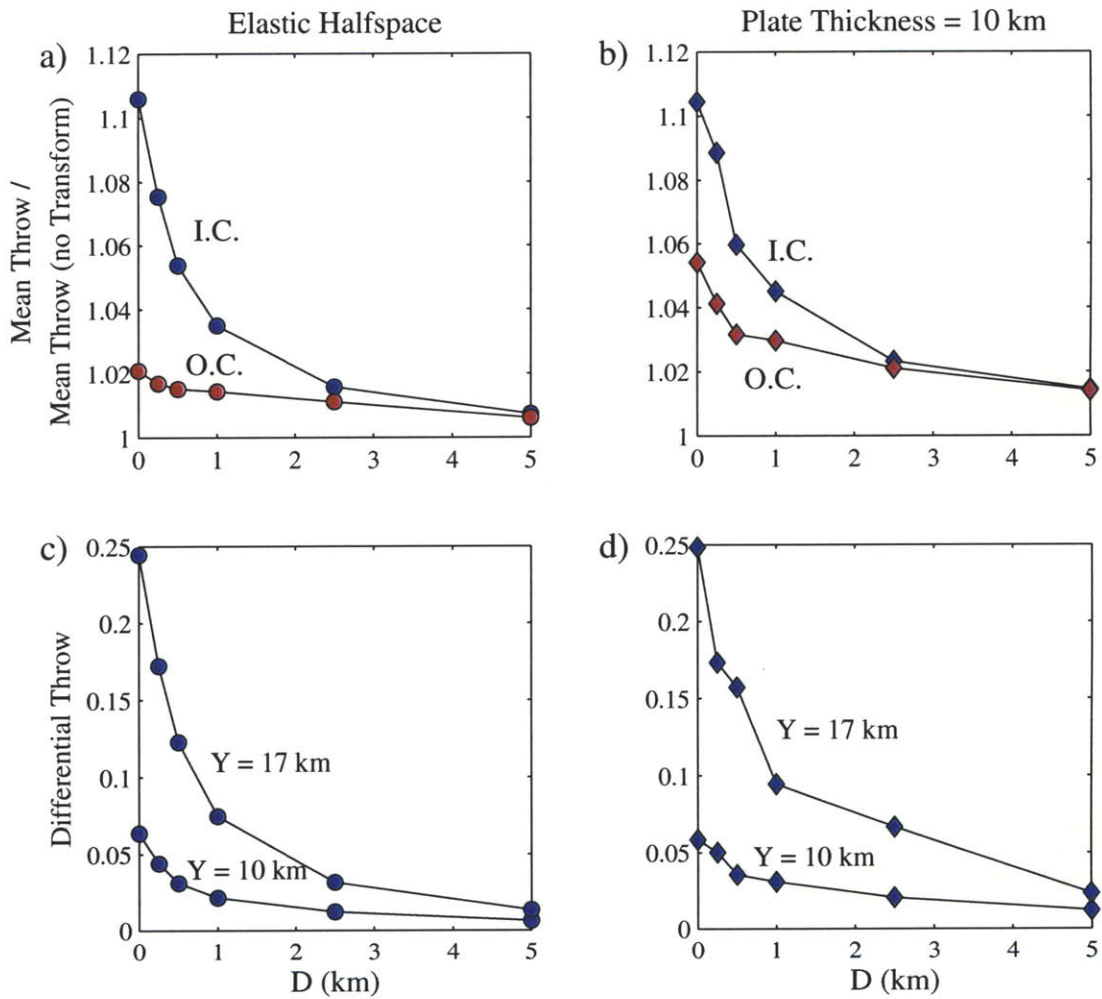 Elastic Halfspace
Plate Thickness = 10 km
a)
b)
Mean Throw /
Mean Throw (no Transform)
1.12
1.1
1.08
1.06
1.04
1.02
1
I.C.
O.C.
0 1 2 3 4 5
1.12
1.1
1.08
1.06
1.04
1.02
1
I.C.
O.C.
0 1 2 3 4 5
c)
d)
Differential Throw
0.25
0.2
0.15
0.1
0.05
0
Y = 17 km
Y = 10 km
0 1 2 3 4 5
D (km)
0.25
0.2
0.15
0.1
0.05
0
Y = 17 km
Y = 10 km
0 1 2 3 4 5
D (km)